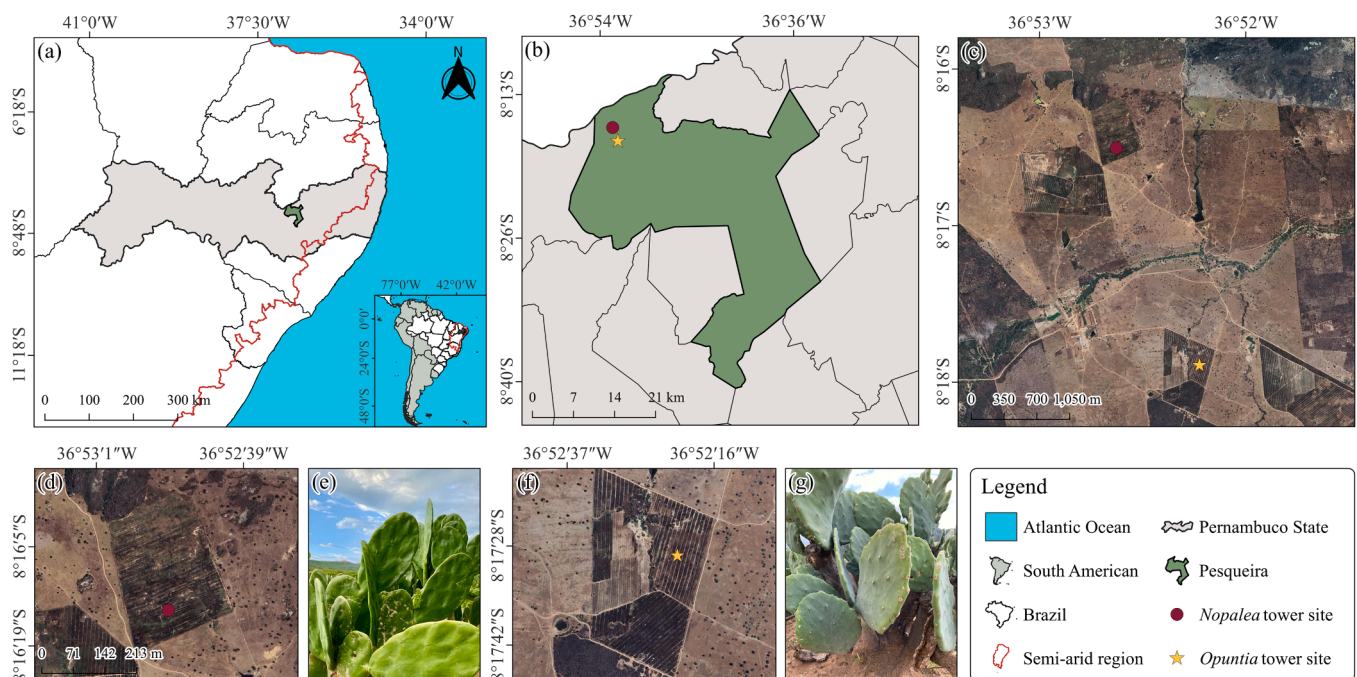 41°0'W 37°30'W 34°0'W
(a)
N
6°18'S
8°48'S
11°18'S
77°0'W 42°0'W
0°0'
24°0'S
48°0'S
0 100 200 300 km
36°54'W 36°36'W
(b)
8°13'S
8°26'S
8°40'S
0 7 14 21 km
36°53'W 36°52'W
(c)
8°16'S
8°17'S
8°18'S
0 350 700 1,050 m
36°53'1"W 36°52'39"W
(d)
8°16'5"S
8°16'19"S
0 71 142 213 m
(e)
36°52'37"W 36°52'16"W
(f)
8°17'28"S
8°17'42"S
(g)
Legend
Atlantic Ocean
South American
Brazil
Semi-arid region
Pernambuco State
Pesqueira
Nopalea tower site
Opuntia tower site